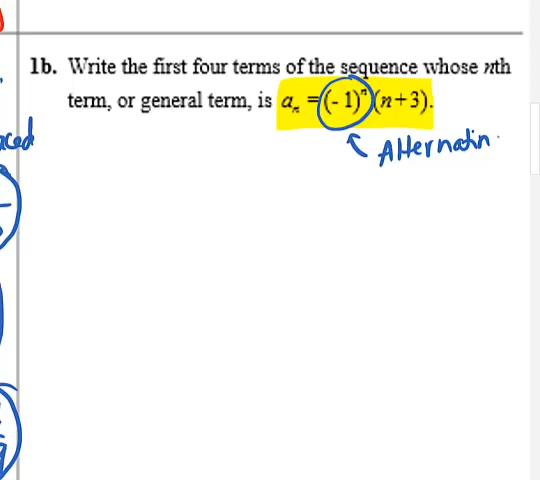 1b. Write the first four terms of the sequence whose nth
term, or general term, is aₙ = (- 1)ⁿ (n+3).
aced
Alternatin